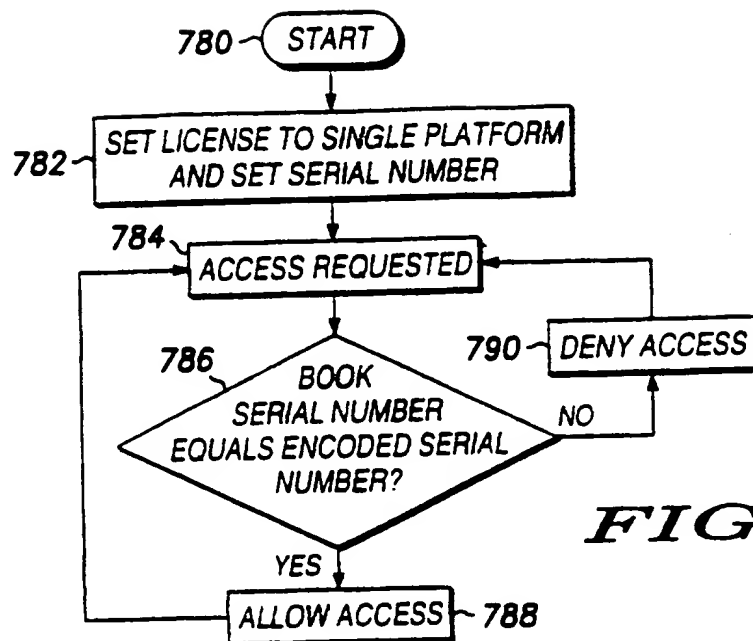 780
START
782
SET LICENSE TO SINGLE PLATFORM
AND SET SERIAL NUMBER
784
ACCESS REQUESTED
786
BOOK
SERIAL NUMBER
EQUALS ENCODED SERIAL
NUMBER?
NO
790
DENY ACCESS
YES
ALLOW ACCESS
788
FIG